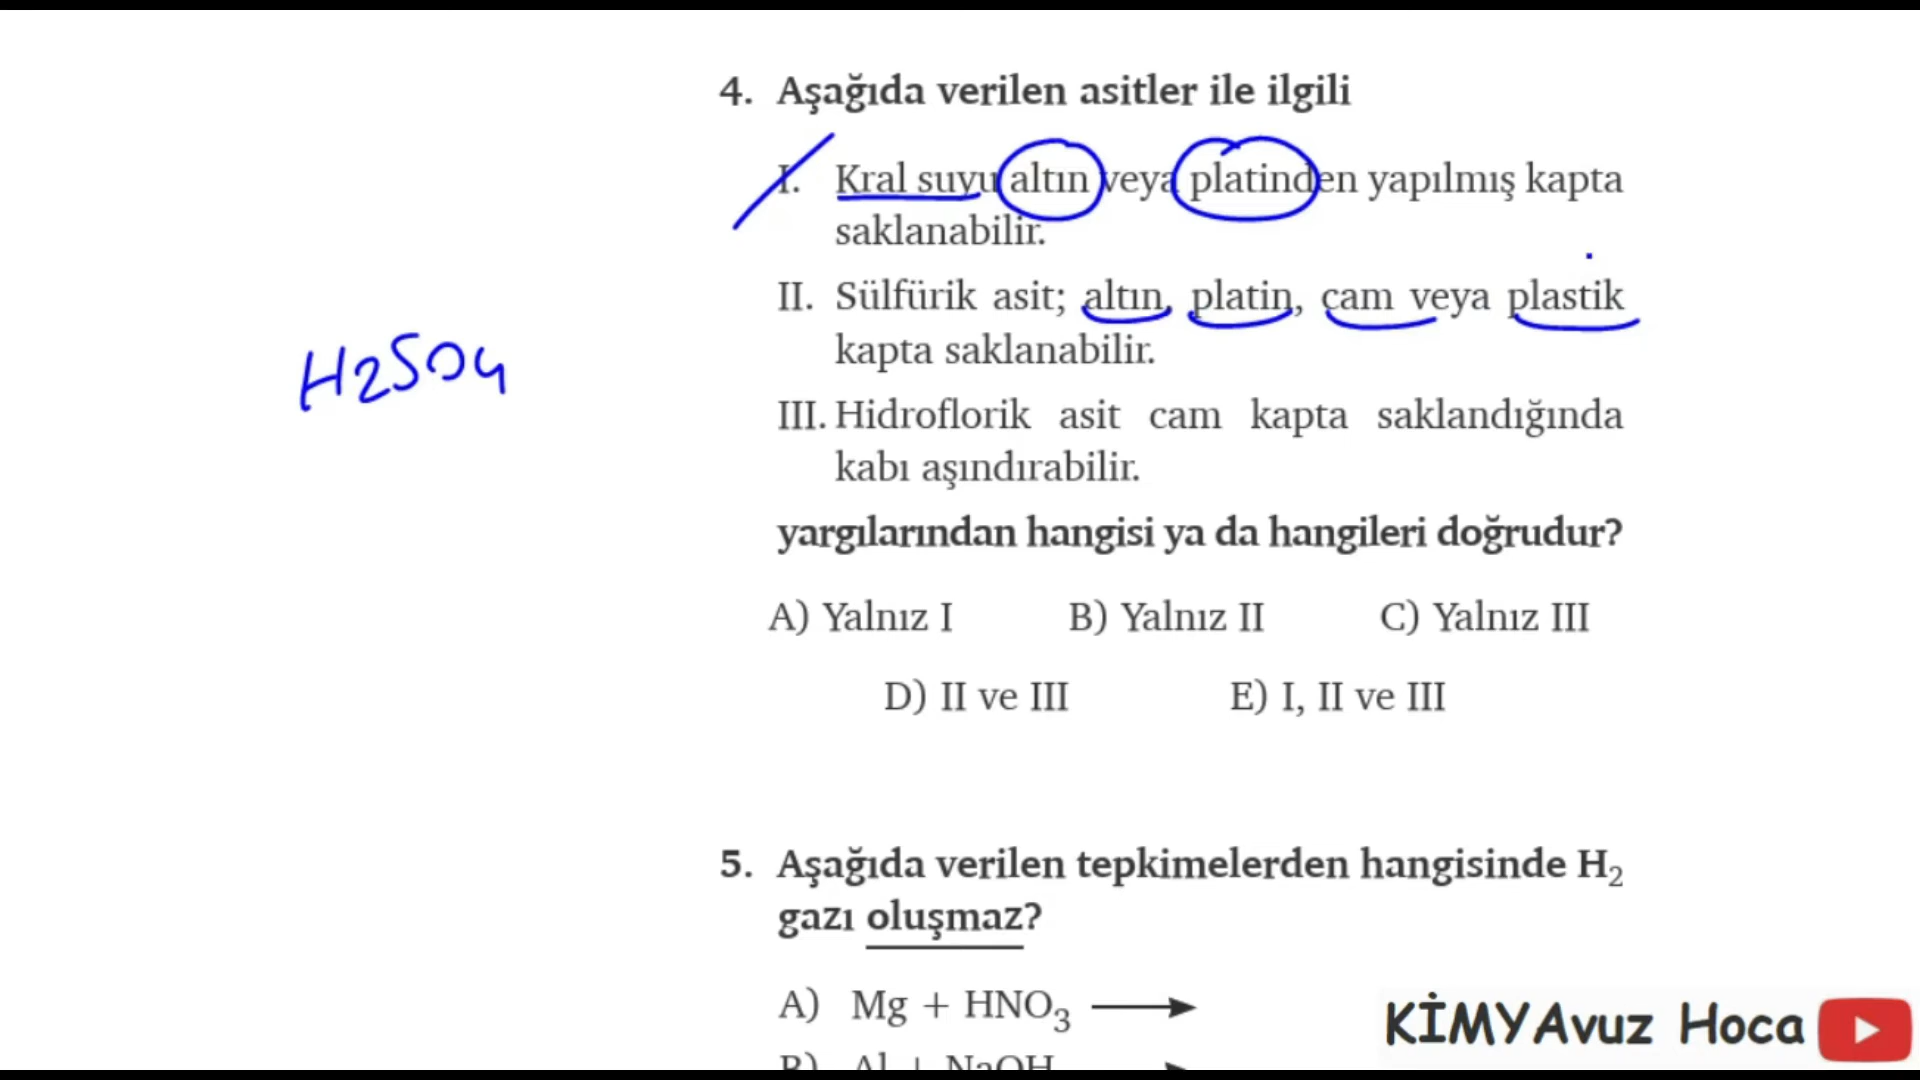 4. Aşağıda verilen asitler ile ilgili
I. Kral suyu altın veya platinden yapılmış kapta
saklanabilir.
II. Sülfürik asit; altın, platin, cam veya plastik
kapta saklanabilir.
H2SO4
III. Hidroflorik asit cam kapta saklandığında
kabı aşındırabilir.
yargılarından hangisi ya da hangileri doğrudur?
A) Yalnız I B) Yalnız II C) Yalnız III
D) II ve III E) I, II ve III
5. Aşağıda verilen tepkimelerden hangisinde H₂
gazı oluşmaz?
A) Mg + HNO₃ ⟶
KİMYAvuz Hoca
B) Al + NaOH